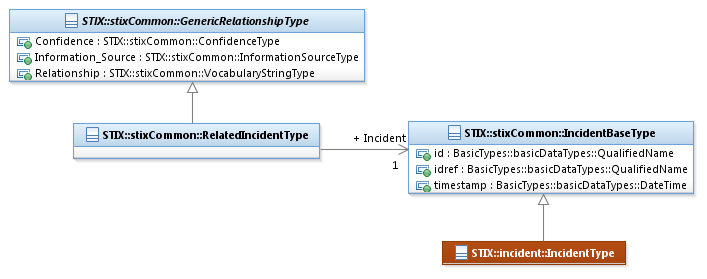 STIX::stixCommon::GenericRelationshipType
Confidence : STIX::stixCommon::ConfidenceType
Information_Source : STIX::stixCommon::InformationSourceType
Relationship : STIX::stixCommon::VocabularyStringType
STIX::stixCommon::RelatedIncidentType
+ Incident
1
STIX::stixCommon::IncidentBaseType
id : BasicTypes::basicDataTypes::QualifiedName
idref : BasicTypes::basicDataTypes::QualifiedName
timestamp : BasicTypes::basicDataTypes::DateTime
STIX::incident::IncidentType